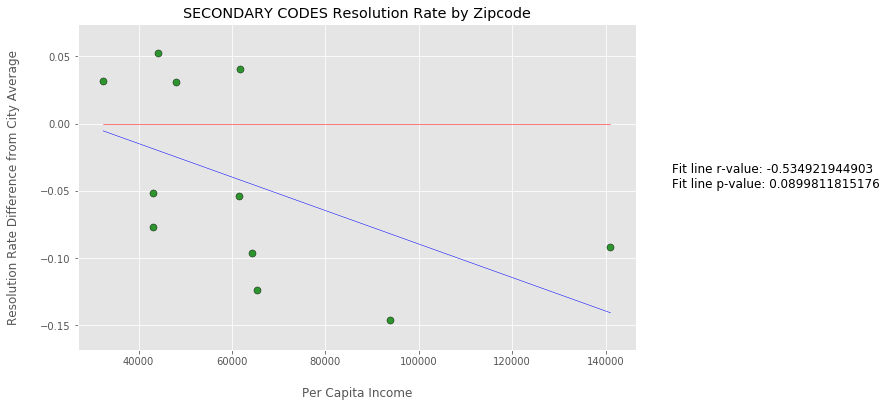 SECONDARY CODES Resolution Rate by Zipcode
Resolution Rate Difference from City Average
0.05
0.00
−0.05
−0.10
−0.15
40000
60000
80000
100000
120000
140000
Per Capita Income
Fit line r-value: -0.534921944903
Fit line p-value: 0.0899811815176